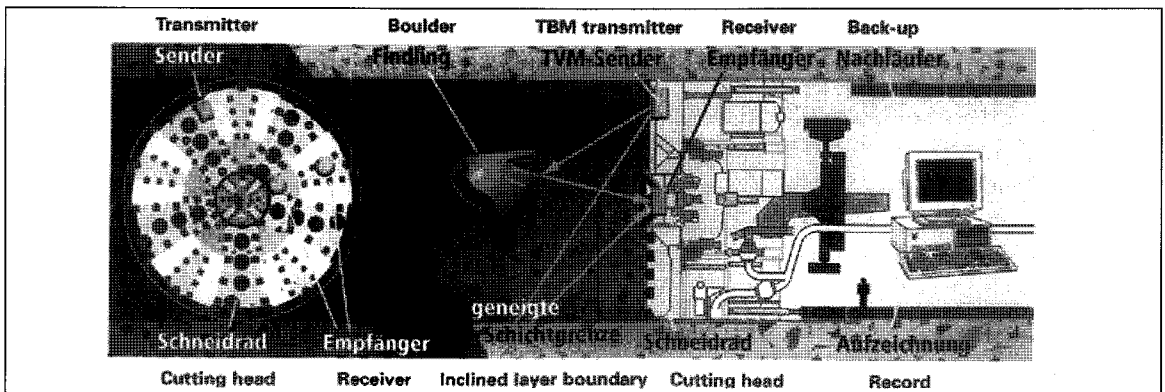 Transmitter Boulder TBM transmitter Receiver Back-up
Sender Findling TVM-Sender Empfänger Nachläufer
geneigte
Schichtgrenze
Schneidrad Empfänger Schneidrad Aufzeichnung
Cutting head Receiver Inclined layer boundary Cutting head Record